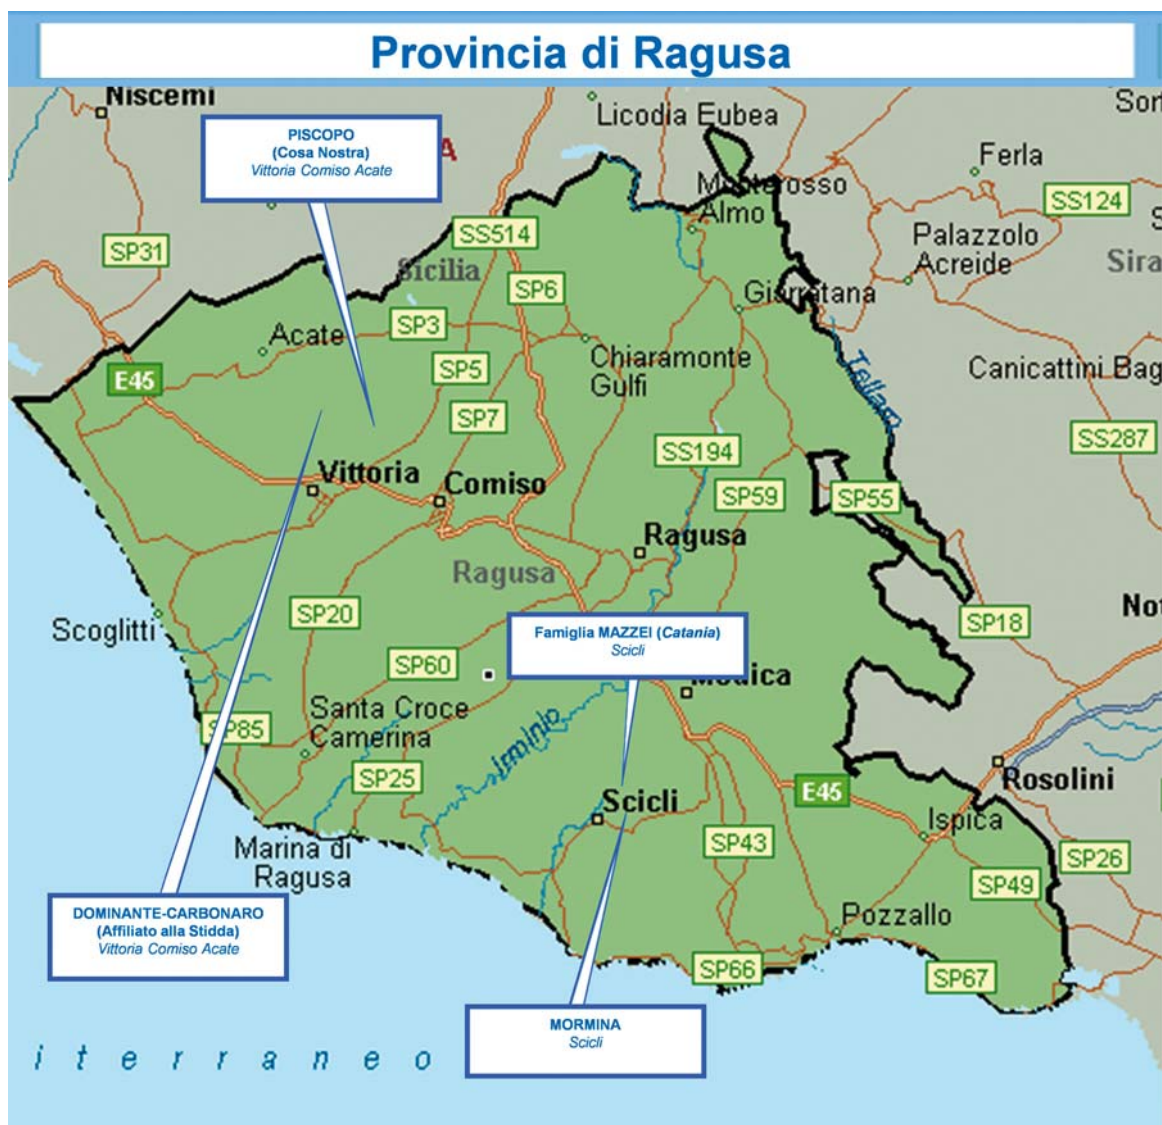 Provincia di Ragusa
Niscemi
Licodia Eubea
PISCOPO
(Cosa Nostra)
Vittoria Comiso Acate
A
Ferla
Monterosso
Almo
SS124
SP31
SS514
Palazzolo
Acreide
Sicilia
SP6
Giarratana
Acate
SP3
Chiaramonte
Gulfi
Tellaro
E45
SP5
Canicattini Bag
SP7
SS194
SS287
Vittoria
Comiso
SP59
SP55
Ragusa
Ragusa
SP20
Scoglitti
SP18
Famiglia MAZZEI (Catania)
Scicli
SP60
Modica
Santa Croce
Camerina
SP85
Irminio
SP25
Scicli
E45
Rosolini
Ispica
Marina di
Ragusa
SP43
SP26
SP49
DOMINANTE-CARBONARO
(Affiliato alla Stidda)
Vittoria Comiso Acate
Pozzallo
SP66
SP67
MORMINA
Scicli
iterraneo